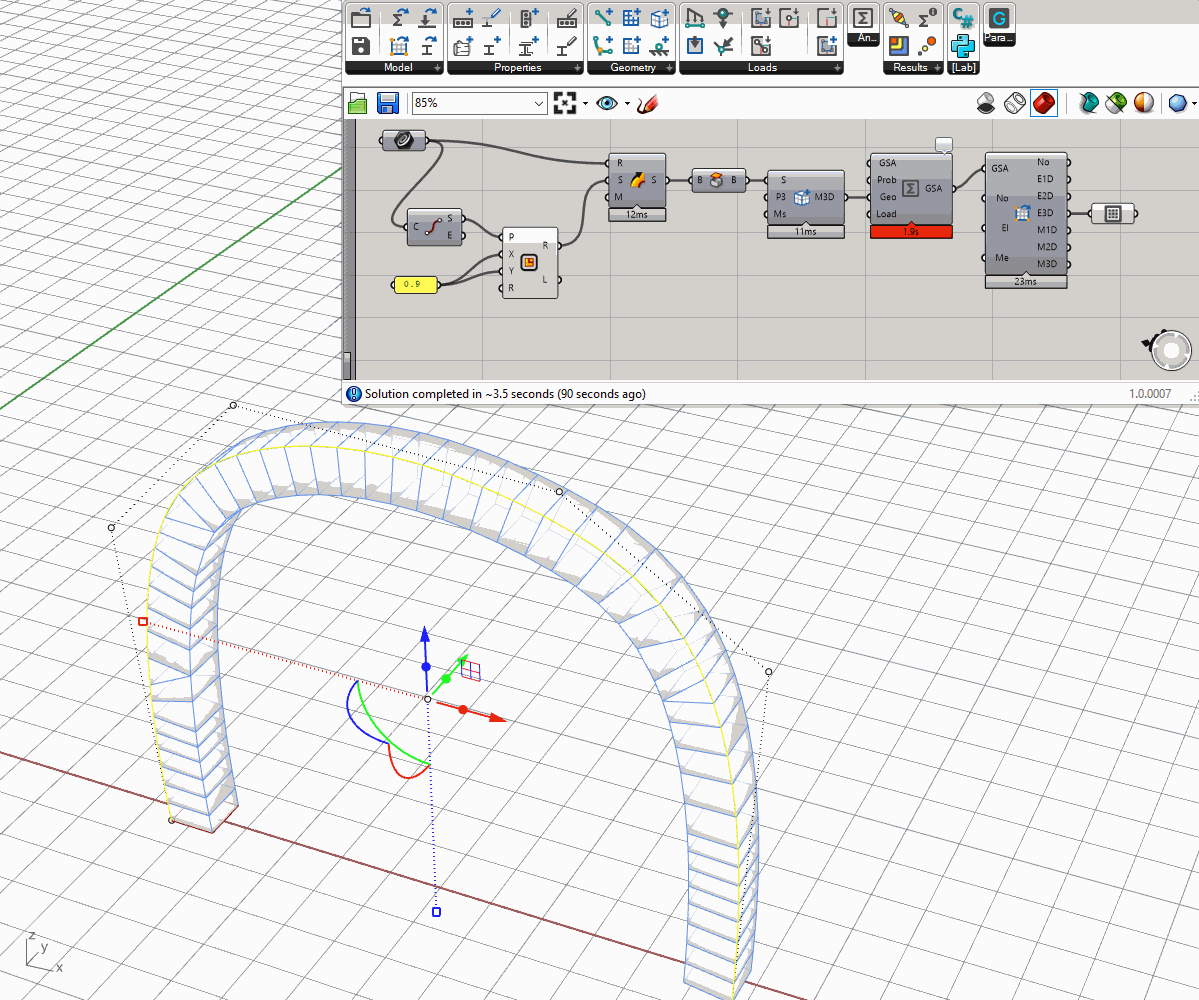 Model
Properties
Geometry
Loads
An...
Results
[Lab]
Para...
85%
R
S S
M
12ms
C
S
E
0.9
P
X
Y
R
R
L
B B
S
P3 M3D
Ms
11ms
GSA
Prob
Geo
Load
GSA
1.9s
GSA
No
El
Me
No
E1D
E2D
E3D
M1D
M2D
M3D
23ms
Solution completed in ~3.5 seconds (90 seconds ago)
1.0.0007
z
y
x